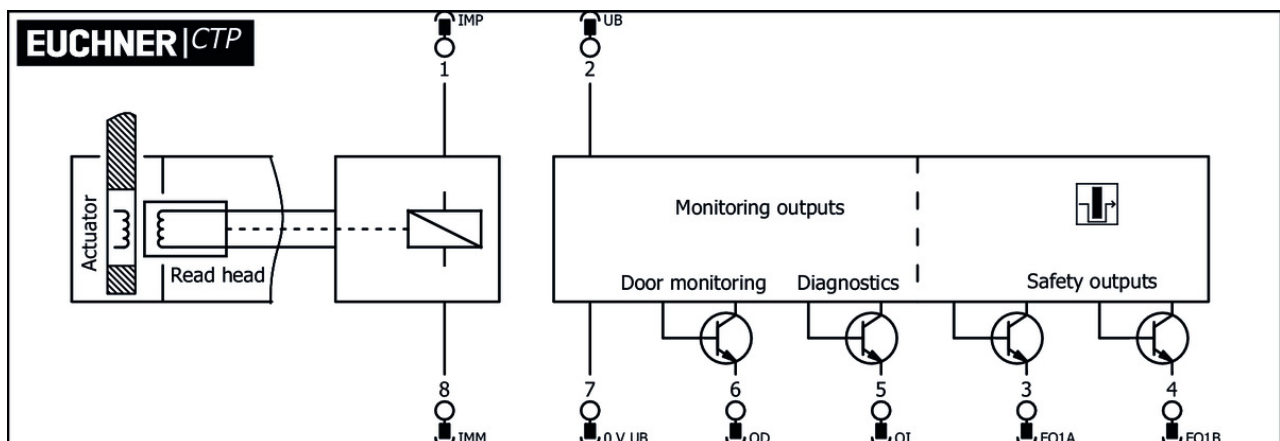 IMP
UB
EUCHNER|CTP
1
2
Actuator
Read head
Monitoring outputs
Door monitoring
Diagnostics
Safety outputs
8
7
6
5
3
4
IMM
0 V UB
OD
OI
FO1A
FO1B